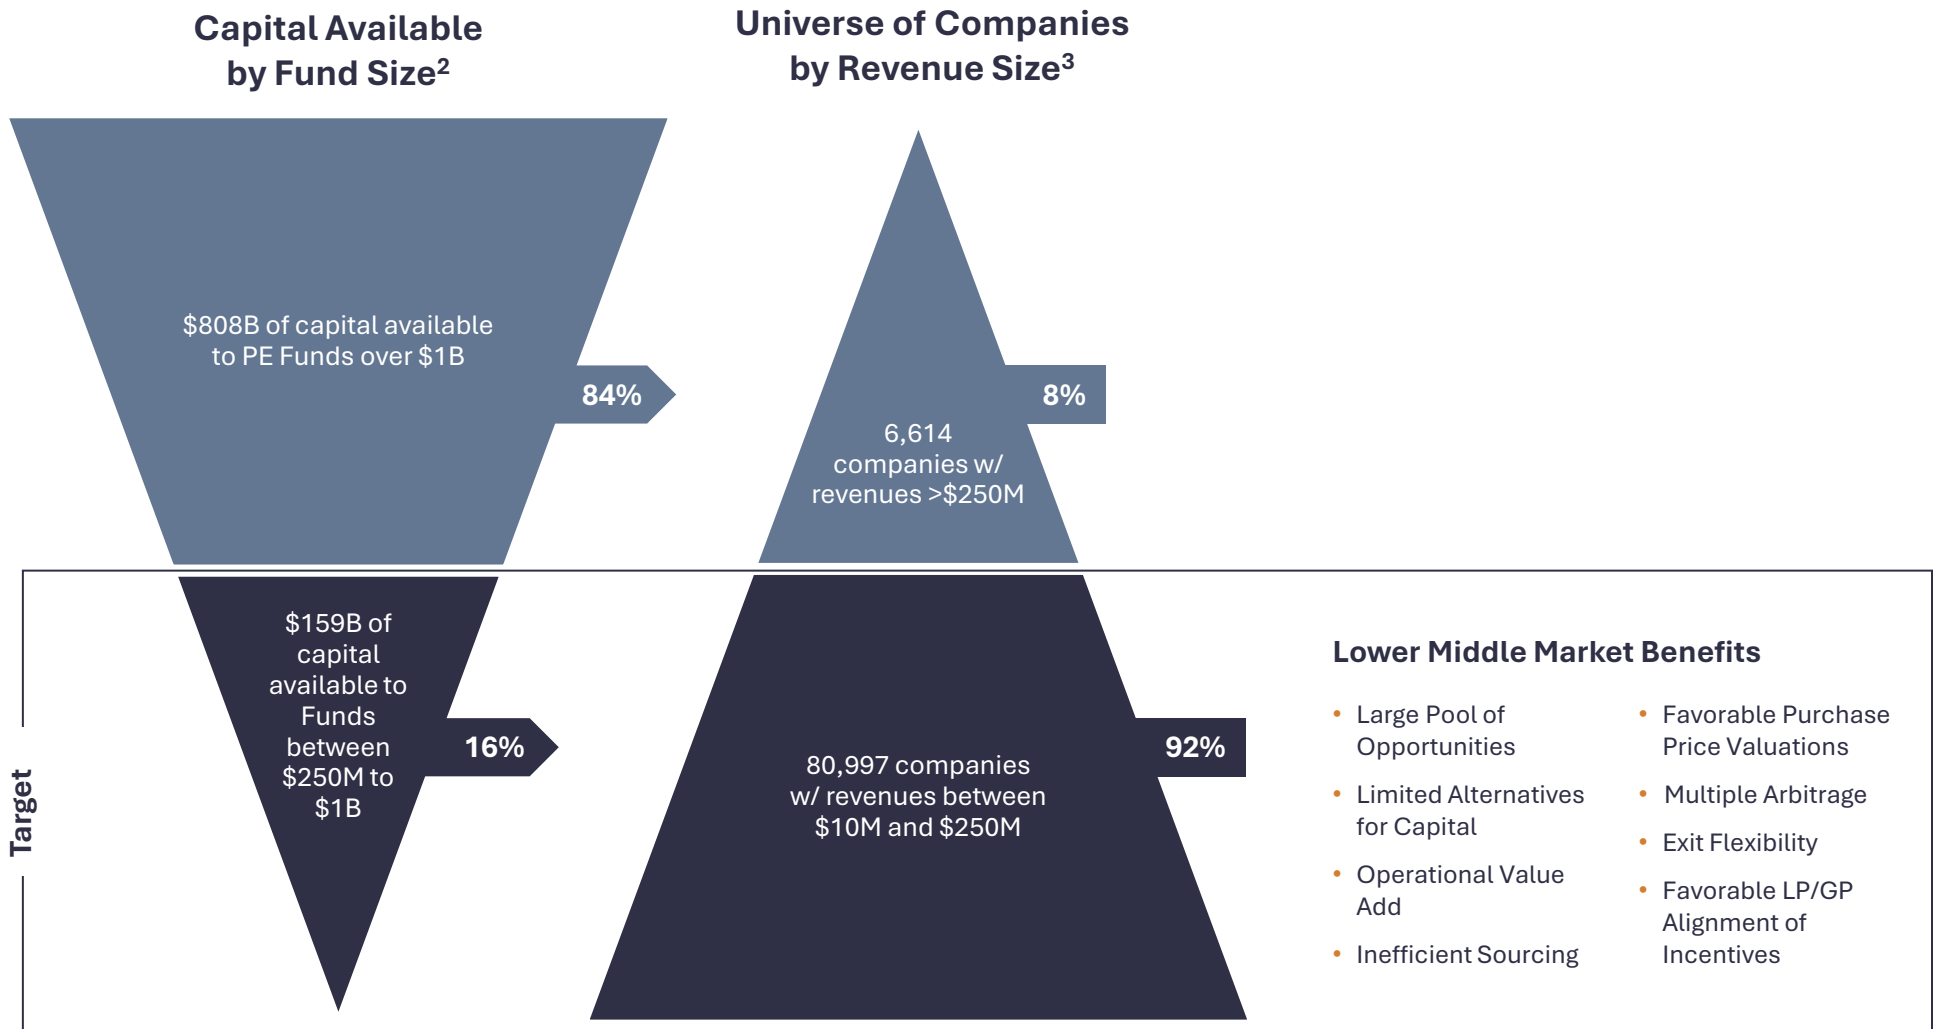 Capital Available
by Fund Size²
Universe of Companies
by Revenue Size³
$808B of capital available
to PE Funds over $1B
84%
6,614
companies w/
revenues >$250M
8%
Target
$159B of
capital
available to
Funds
between
$250M to
$1B
16%
80,997 companies
w/ revenues between
$10M and $250M
92%
Lower Middle Market Benefits
• Large Pool of
Opportunities
• Limited Alternatives
for Capital
• Operational Value
Add
• Inefficient Sourcing
• Favorable Purchase
Price Valuations
• Multiple Arbitrage
• Exit Flexibility
• Favorable LP/GP
Alignment of
Incentives